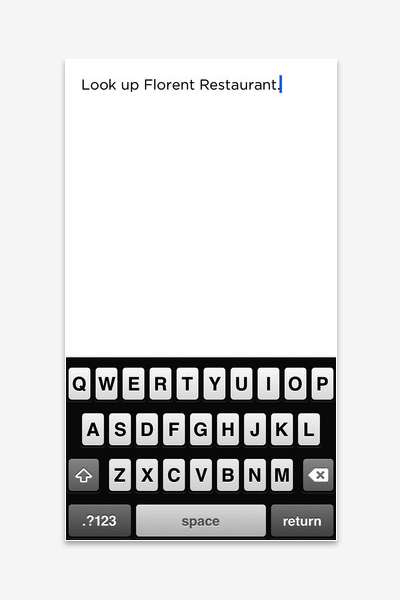 Look up Florent Restaurant.
Q W E R T Y U I O P
A S D F G H J K L
Z X C V B N M
.?123 space return